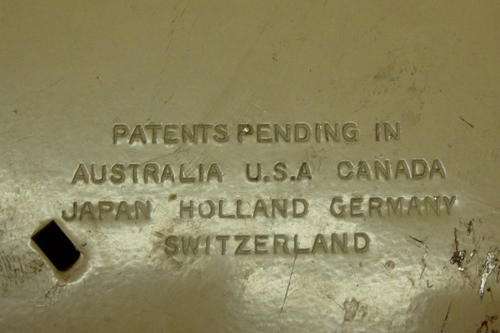 PATENTS PENDING IN
AUSTRALIA U.S.A CANADA
JAPAN HOLLAND GERMANY
SWITZERLAND